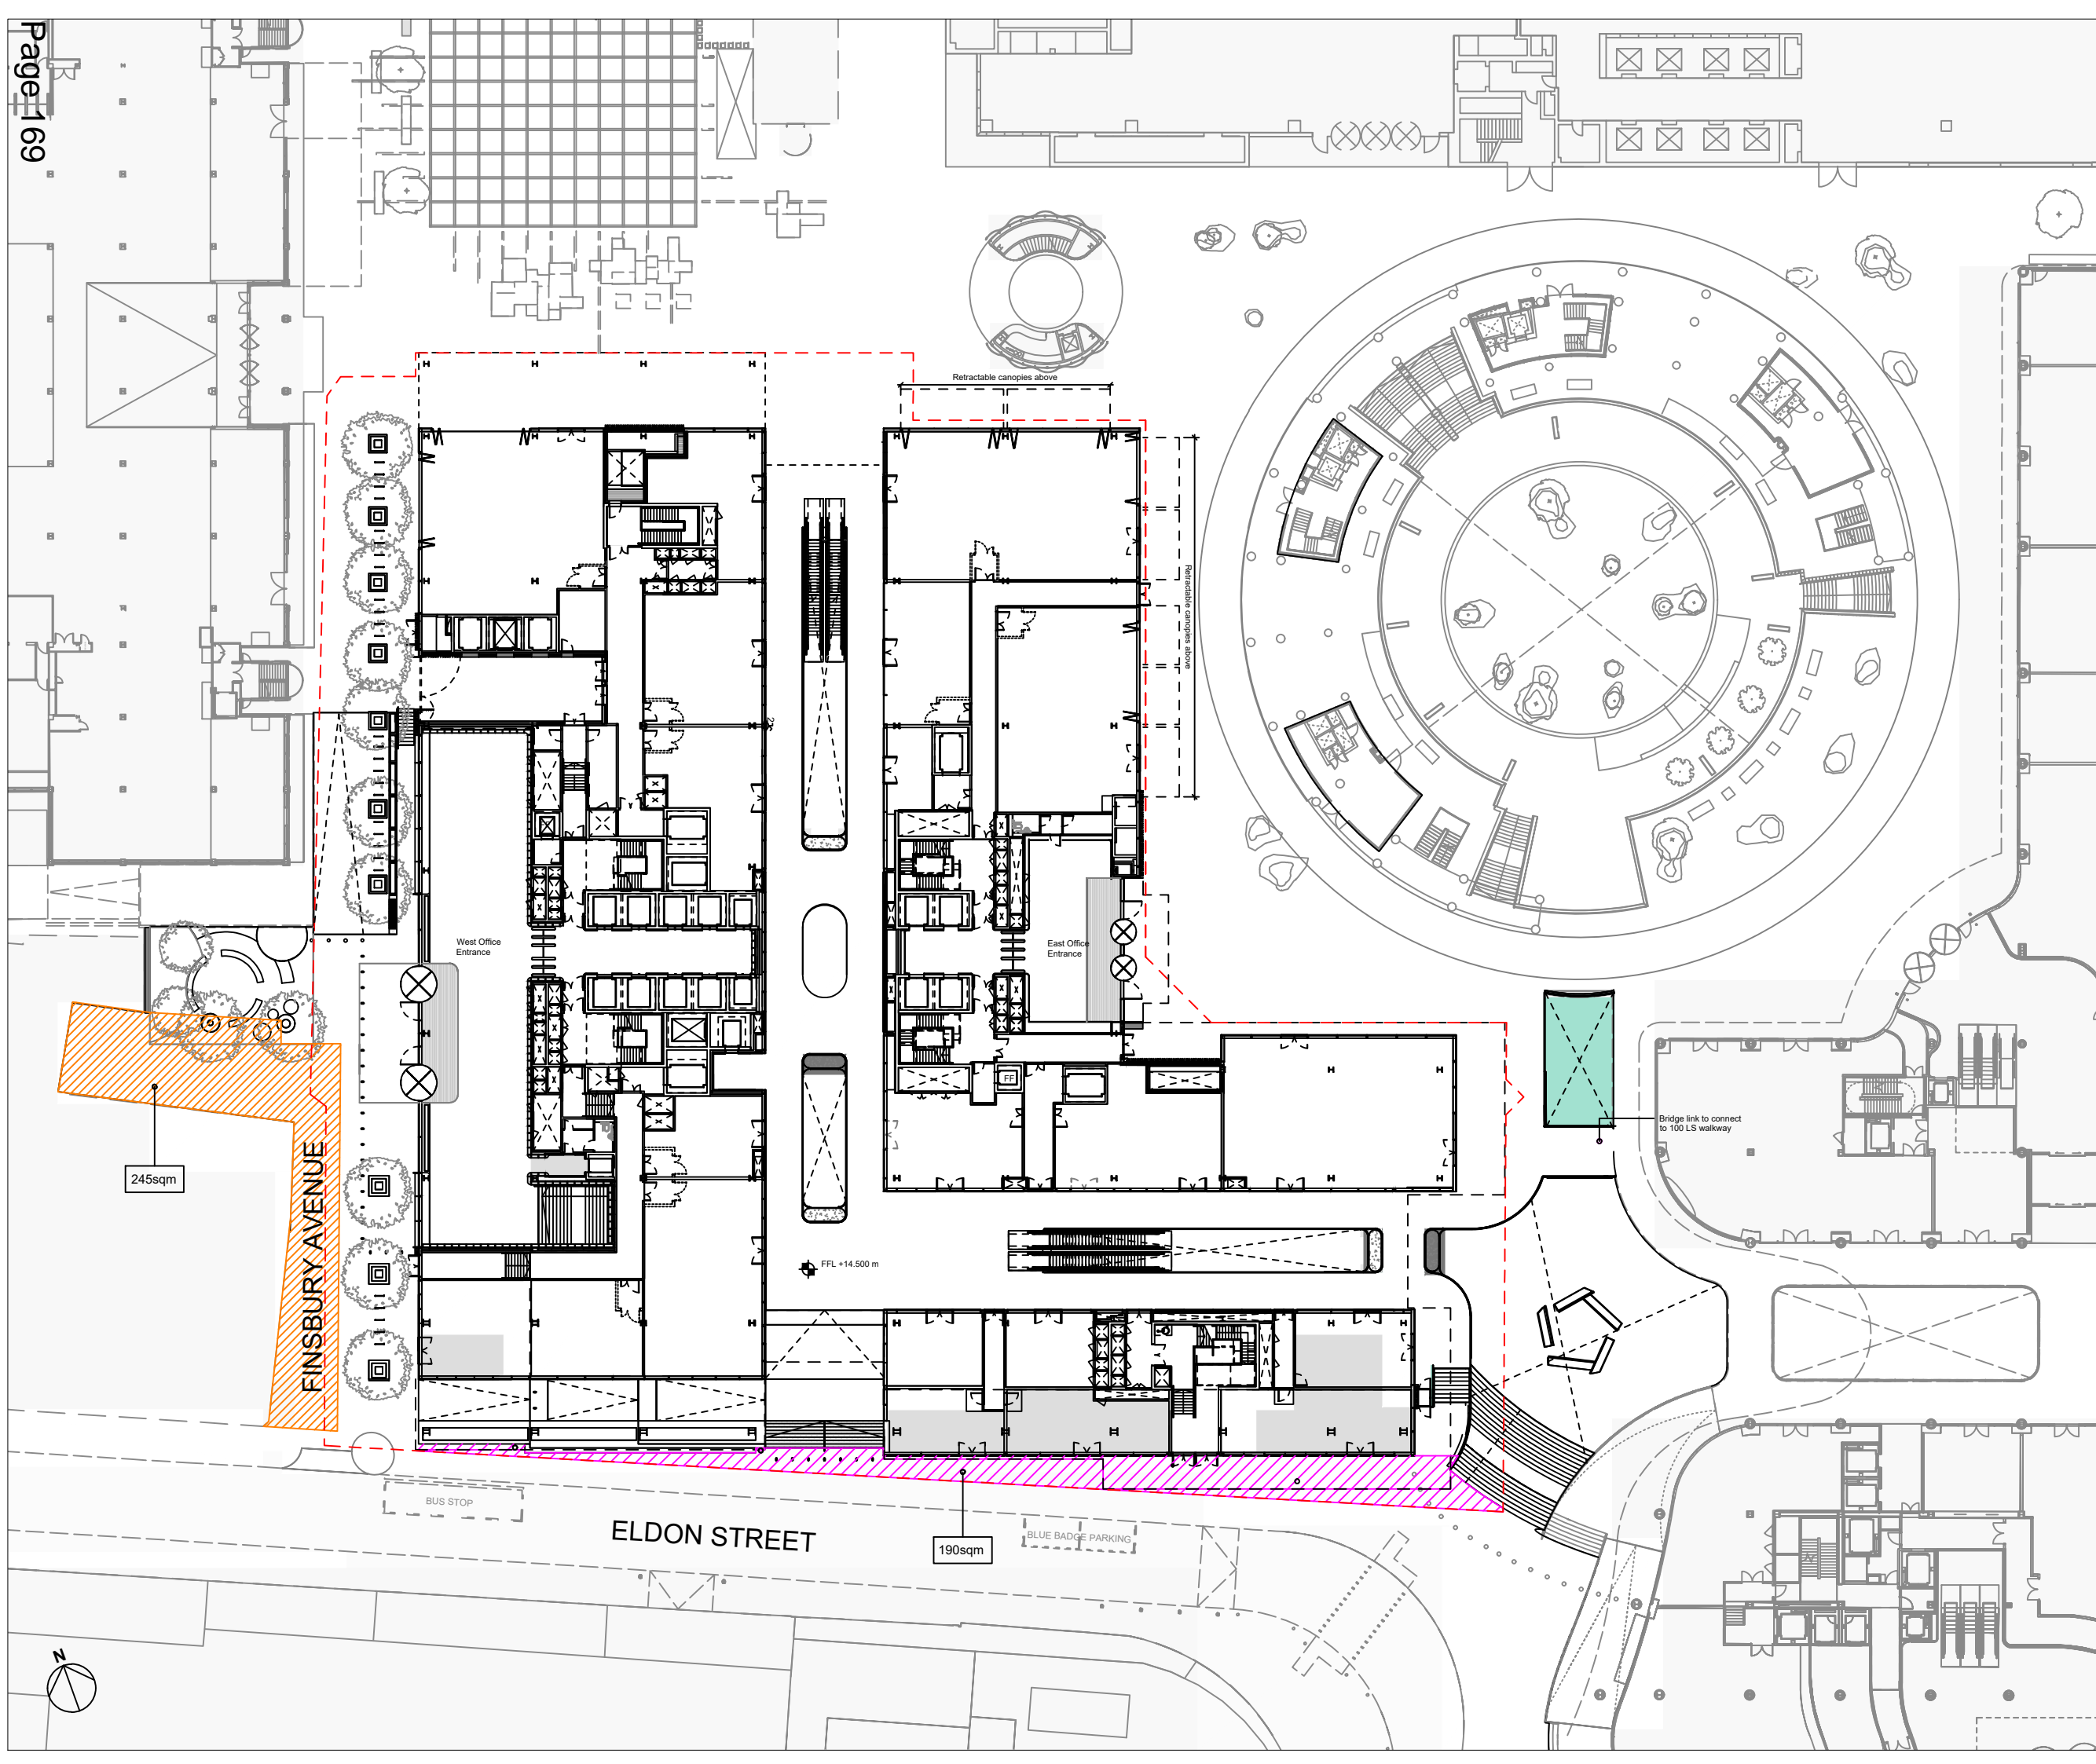 Page 169
Retractable canopies above
Retractable canopies above
West Office
Entrance
East Office
Entrance
FF
Bridge link to connect
to 100 LS walkway
245sqm
FINSBURY AVENUE
FFL +14.500 m
BUS STOP
ELDON STREET
BLUE BADGE PARKING
190sqm
N